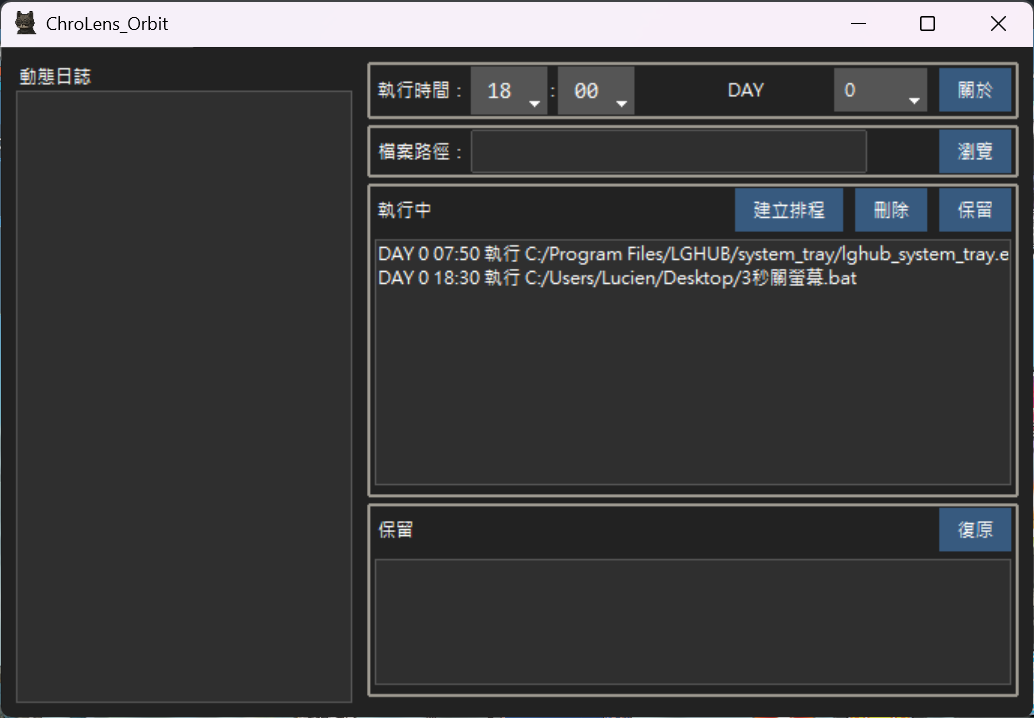 ChroLens_Orbit
動態日誌
執行時間： 18 : 00 DAY 0 關於
檔案路徑： 瀏覽
執行中 建立排程 刪除 保留
DAY 0 07:50 執行 C:/Program Files/LGHUB/system_tray/lghub_system_tray.e
DAY 0 18:30 執行 C:/Users/Lucien/Desktop/3秒關螢幕.bat
保留 復原